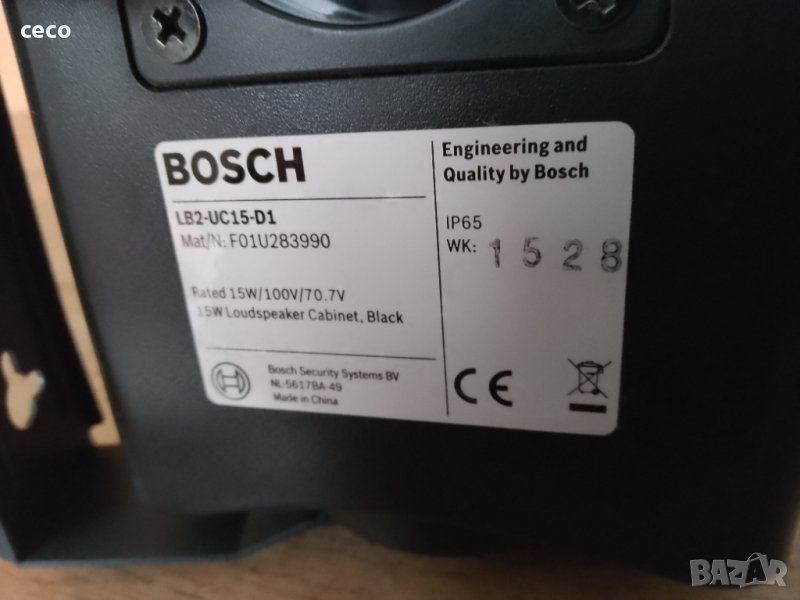 ceco
BOSCH
LB2-UC15-D1
Mat/N: F01U283990
Rated 15W/100V/70.7V
15W Loudspeaker Cabinet, Black
Bosch Security Systems BV
NL-5617BA-49
Made in China
Engineering and
Quality by Bosch
IP65
WK: 1528
CE
BAZAR